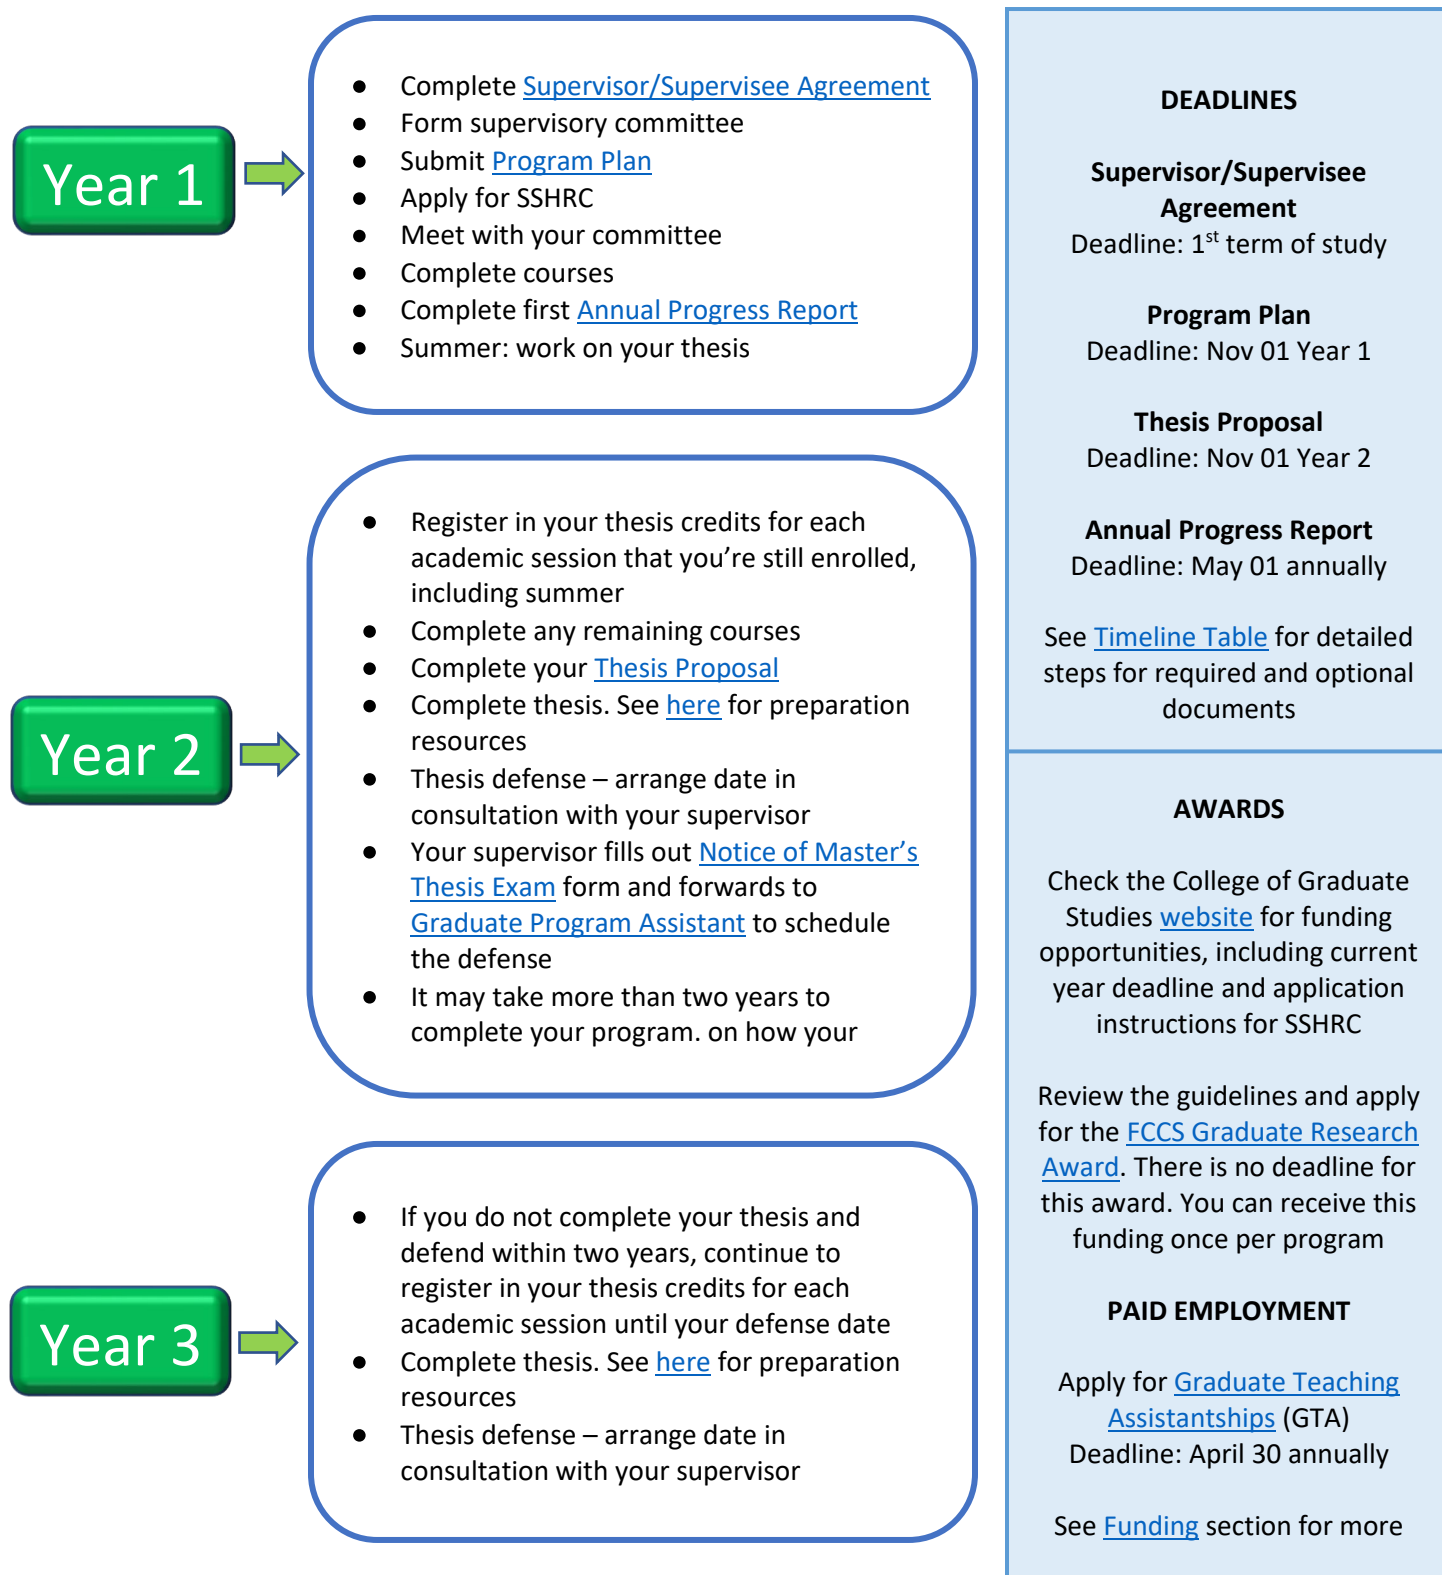 Year 1
● Complete Supervisor/Supervisee Agreement
● Form supervisory committee
● Submit Program Plan
● Apply for SSHRC
● Meet with your committee
● Complete courses
● Complete first Annual Progress Report
● Summer: work on your thesis
Year 2
● Register in your thesis credits for each
academic session that you’re still enrolled,
including summer
● Complete any remaining courses
● Complete your Thesis Proposal
● Complete thesis. See here for preparation
resources
● Thesis defense – arrange date in
consultation with your supervisor
● Your supervisor fills out Notice of Master’s
Thesis Exam form and forwards to
Graduate Program Assistant to schedule
the defense
● It may take more than two years to
complete your program. on how your
Year 3
● If you do not complete your thesis and
defend within two years, continue to
register in your thesis credits for each
academic session until your defense date
● Complete thesis. See here for preparation
resources
● Thesis defense – arrange date in
consultation with your supervisor
DEADLINES
Supervisor/Supervisee
Agreement
Deadline: 1st term of study
Program Plan
Deadline: Nov 01 Year 1
Thesis Proposal
Deadline: Nov 01 Year 2
Annual Progress Report
Deadline: May 01 annually
See Timeline Table for detailed
steps for required and optional
documents
AWARDS
Check the College of Graduate
Studies website for funding
opportunities, including current
year deadline and application
instructions for SSHRC
Review the guidelines and apply
for the FCCS Graduate Research
Award. There is no deadline for
this award. You can receive this
funding once per program
PAID EMPLOYMENT
Apply for Graduate Teaching
Assistantships (GTA)
Deadline: April 30 annually
See Funding section for more